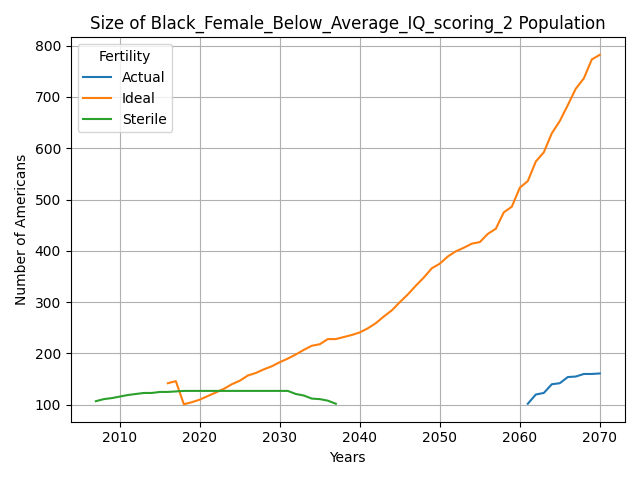 Size of Black_Female_Below_Average_IQ_scoring_2 Population
Fertility
Actual
Ideal
Sterile
Number of Americans
800
700
600
500
400
300
200
100
2010 2020 2030 2040 2050 2060 2070
Years